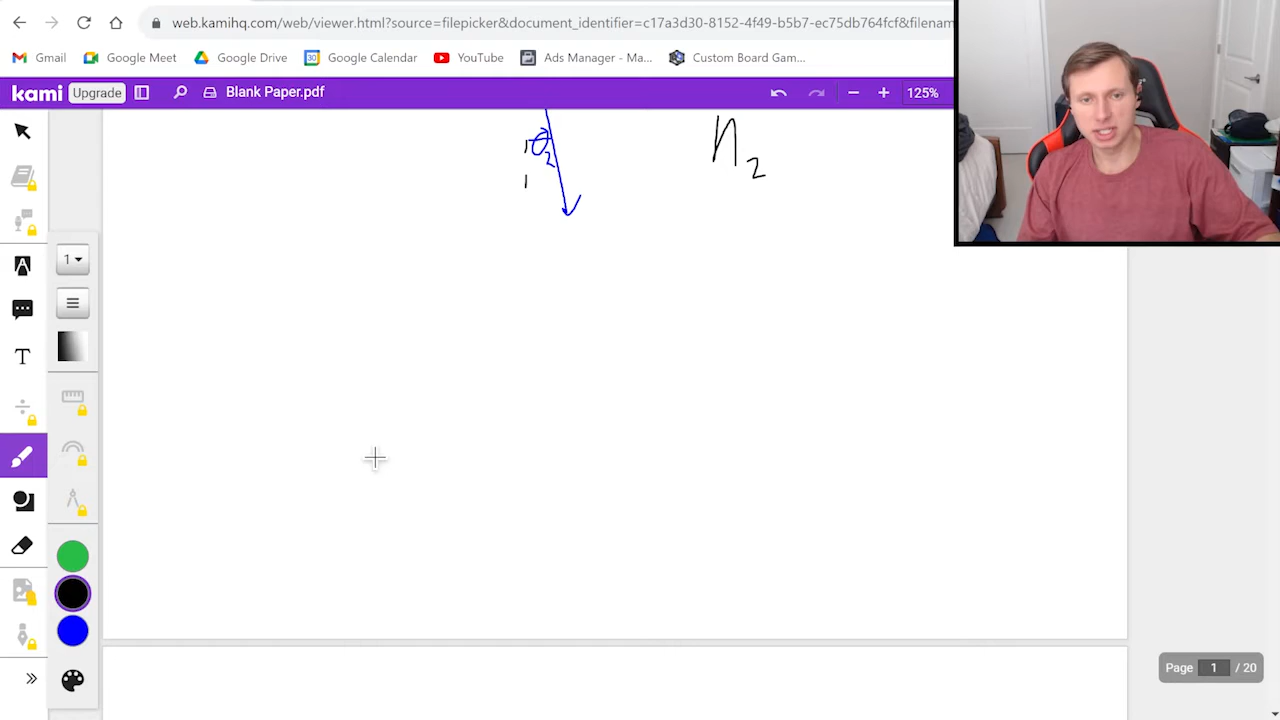 web.kamihq.com/web/viewer.html?source=filepicker&document_identifier=c17a3d30-8152-4f49-b5b7-ec75db764fcf&filenam
Gmail Google Meet Google Drive 30 Google Calendar YouTube Ads Manager - Ma... Custom Board Gam...
kami Upgrade Blank Paper.pdf 125%
θ2
n2
1
T
Page 1 / 20